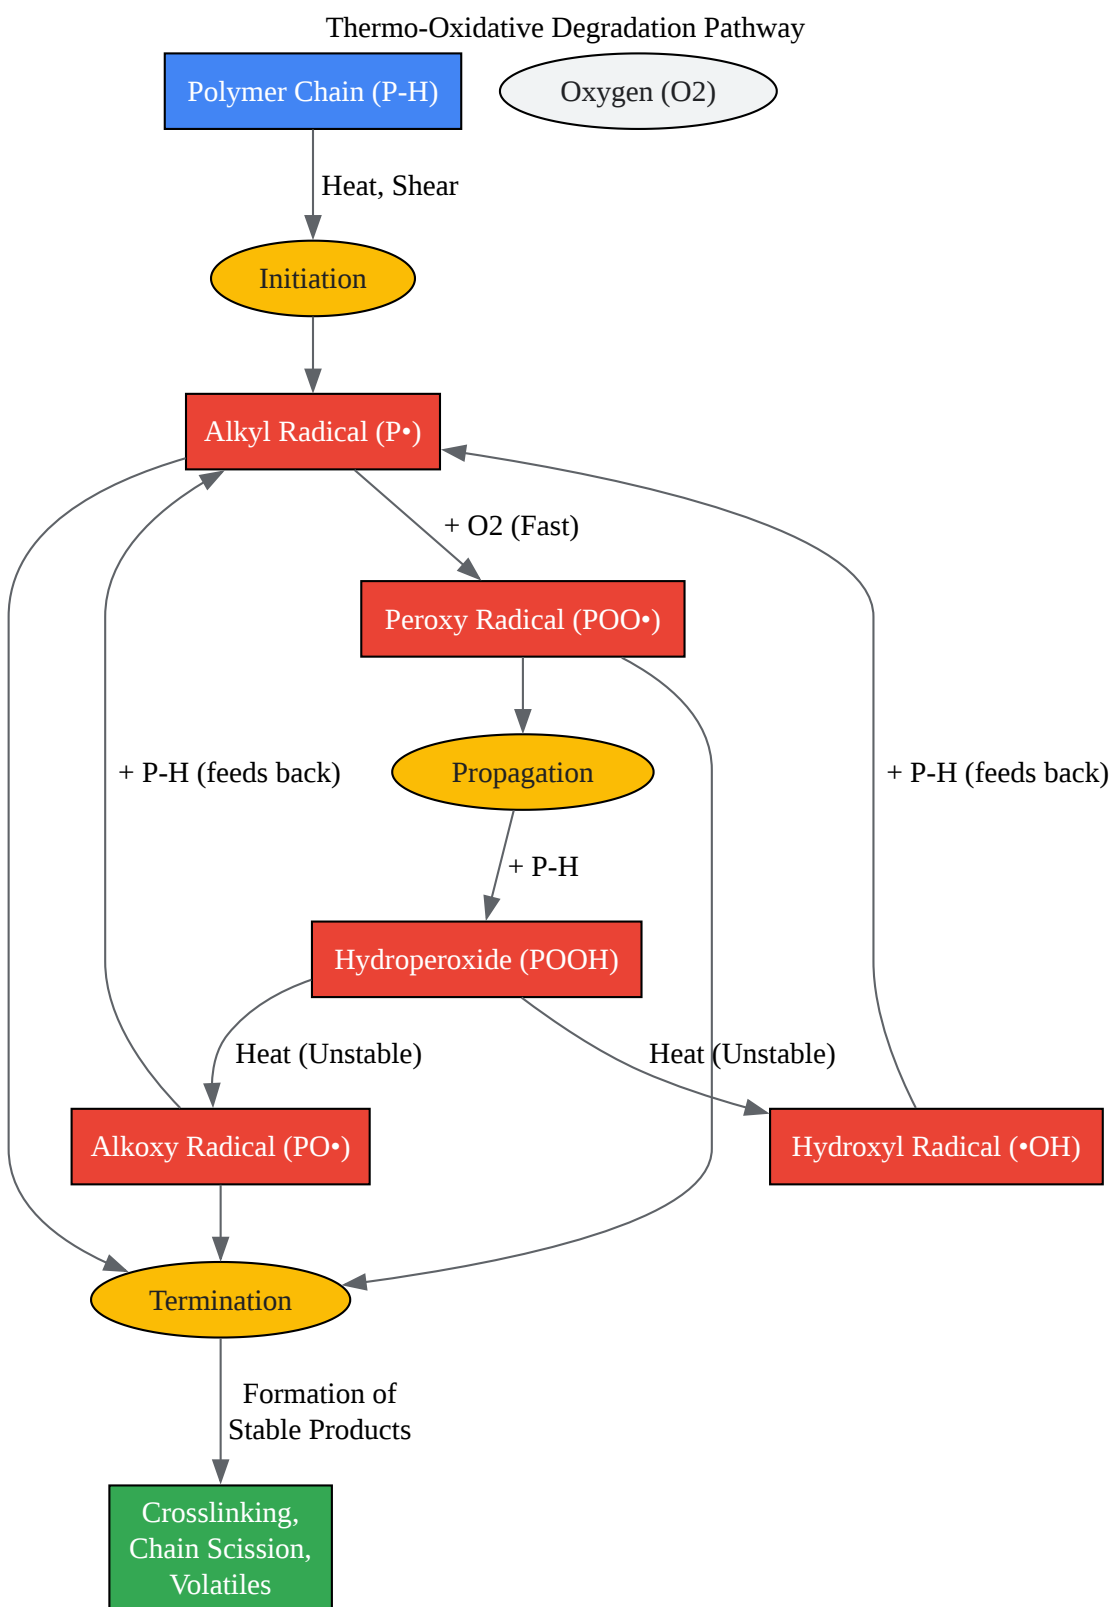 Thermo-Oxidative Degradation Pathway
Polymer Chain (P-H)
Oxygen (O2)
Heat, Shear
Initiation
Alkyl Radical (P•)
+ O2 (Fast)
Peroxy Radical (POO•)
+ P-H (feeds back)
Propagation
+ P-H (feeds back)
+ P-H
Hydroperoxide (POOH)
Heat (Unstable)
Heat (Unstable)
Alkoxy Radical (PO•)
Hydroxyl Radical (•OH)
Termination
Formation of
Stable Products
Crosslinking,
Chain Scission,
Volatiles